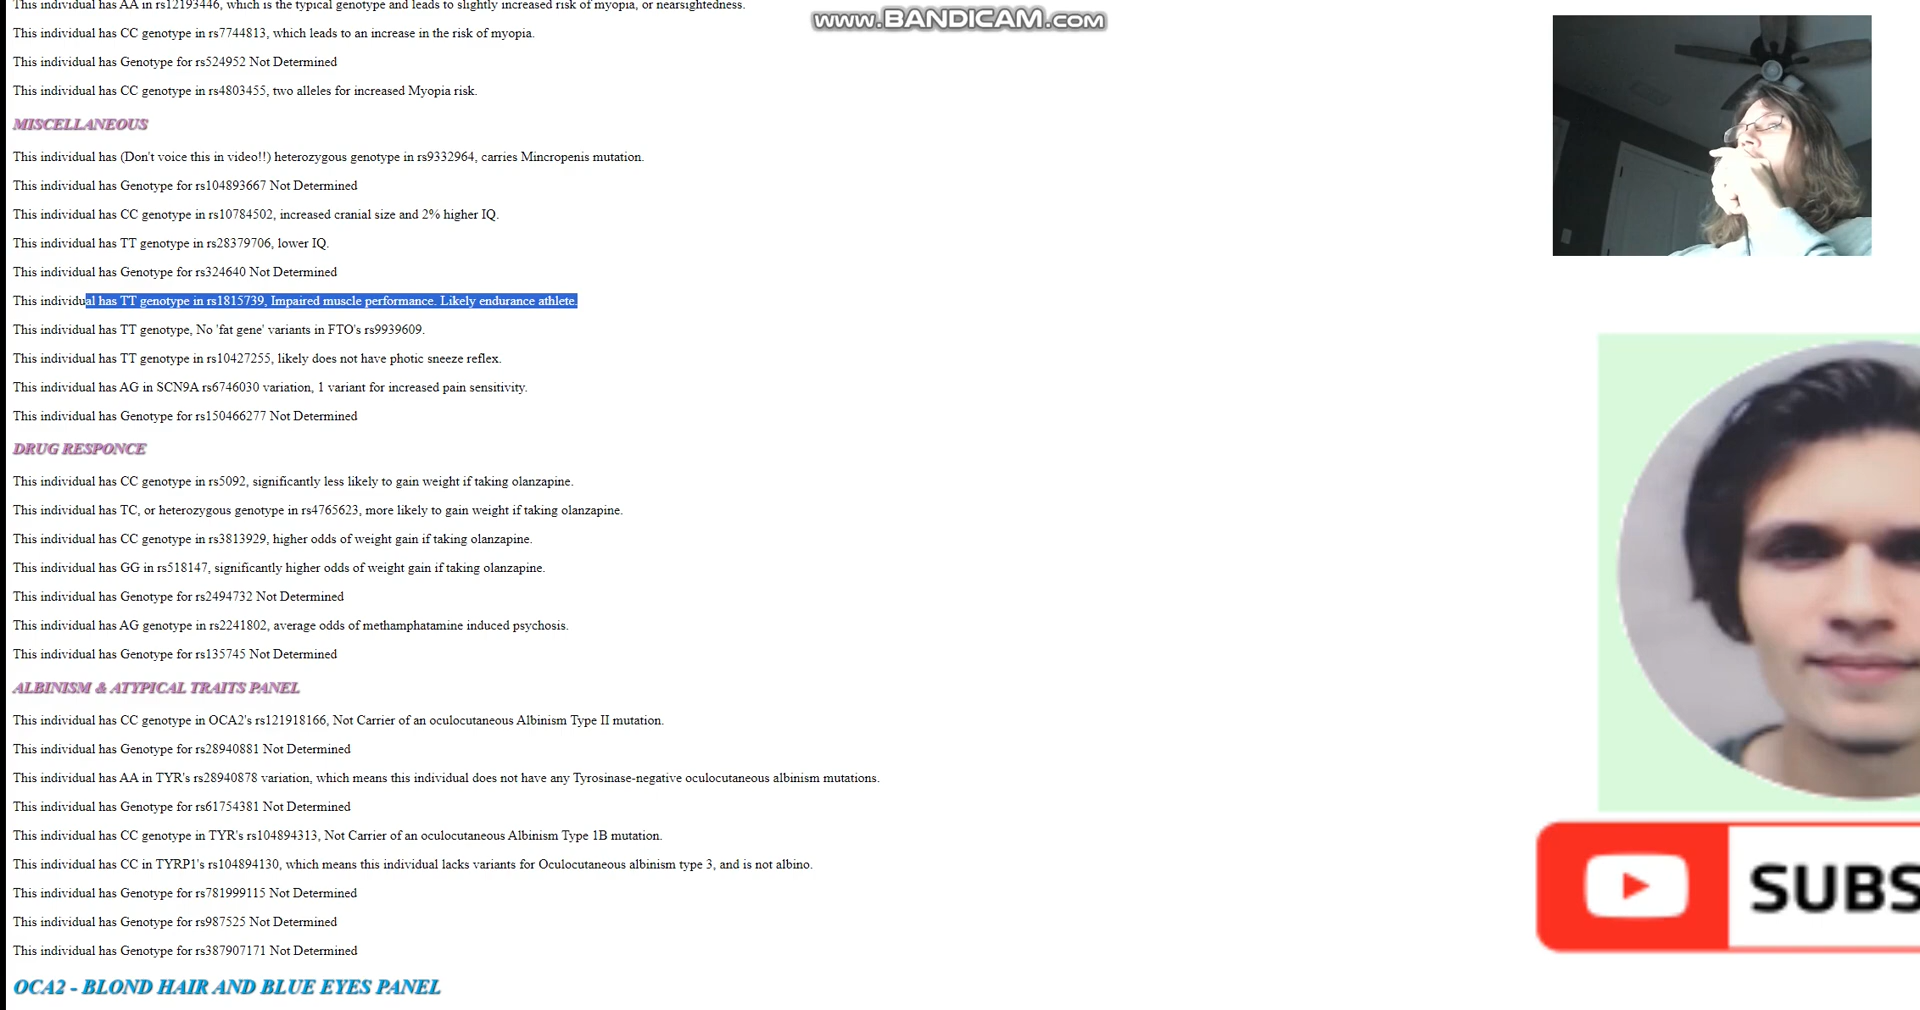 This individual has AA in rs12193446, which is the typical genotype and leads to slightly increased risk of myopia, or nearsightedness.
www.BANDICAM.com
This individual has CC genotype in rs7744813, which leads to an increase in the risk of myopia.
This individual has Genotype for rs524952 Not Determined
This individual has CC genotype in rs4803455, two alleles for increased Myopia risk.
MISCELLANEOUS
This individual has (Don't voice this in video!!) heterozygous genotype in rs9332964, carries Mincropenis mutation.
This individual has Genotype for rs104893667 Not Determined
This individual has CC genotype in rs10784502, increased cranial size and 2% higher IQ.
This individual has TT genotype in rs28379706, lower IQ.
This individual has Genotype for rs324640 Not Determined
This individual has TT genotype in rs1815739, Impaired muscle performance. Likely endurance athlete.
This individual has TT genotype, No 'fat gene' variants in FTO's rs9939609.
This individual has TT genotype in rs10427255, likely does not have photic sneeze reflex.
This individual has AG in SCN9A rs6746030 variation, 1 variant for increased pain sensitivity.
This individual has Genotype for rs150466277 Not Determined
DRUG RESPONCE
This individual has CC genotype in rs5092, significantly less likely to gain weight if taking olanzapine.
This individual has TC, or heterozygous genotype in rs4765623, more likely to gain weight if taking olanzapine.
This individual has CC genotype in rs3813929, higher odds of weight gain if taking olanzapine.
This individual has GG in rs518147, significantly higher odds of weight gain if taking olanzapine.
This individual has Genotype for rs2494732 Not Determined
This individual has AG genotype in rs2241802, average odds of methamphatamine induced psychosis.
This individual has Genotype for rs135745 Not Determined
ALBINISM & ATYPICAL TRAITS PANEL
This individual has CC genotype in OCA2's rs121918166, Not Carrier of an oculocutaneous Albinism Type II mutation.
This individual has Genotype for rs28940881 Not Determined
This individual has AA in TYR's rs28940878 variation, which means this individual does not have any Tyrosinase-negative oculocutaneous albinism mutations.
This individual has Genotype for rs61754381 Not Determined
This individual has CC genotype in TYR's rs104894313, Not Carrier of an oculocutaneous Albinism Type 1B mutation.
This individual has CC in TYRP1's rs104894130, which means this individual lacks variants for Oculocutaneous albinism type 3, and is not albino.
SUBS
This individual has Genotype for rs781999115 Not Determined
This individual has Genotype for rs987525 Not Determined
This individual has Genotype for rs387907171 Not Determined
OCA2 - BLOND HAIR AND BLUE EYES PANEL